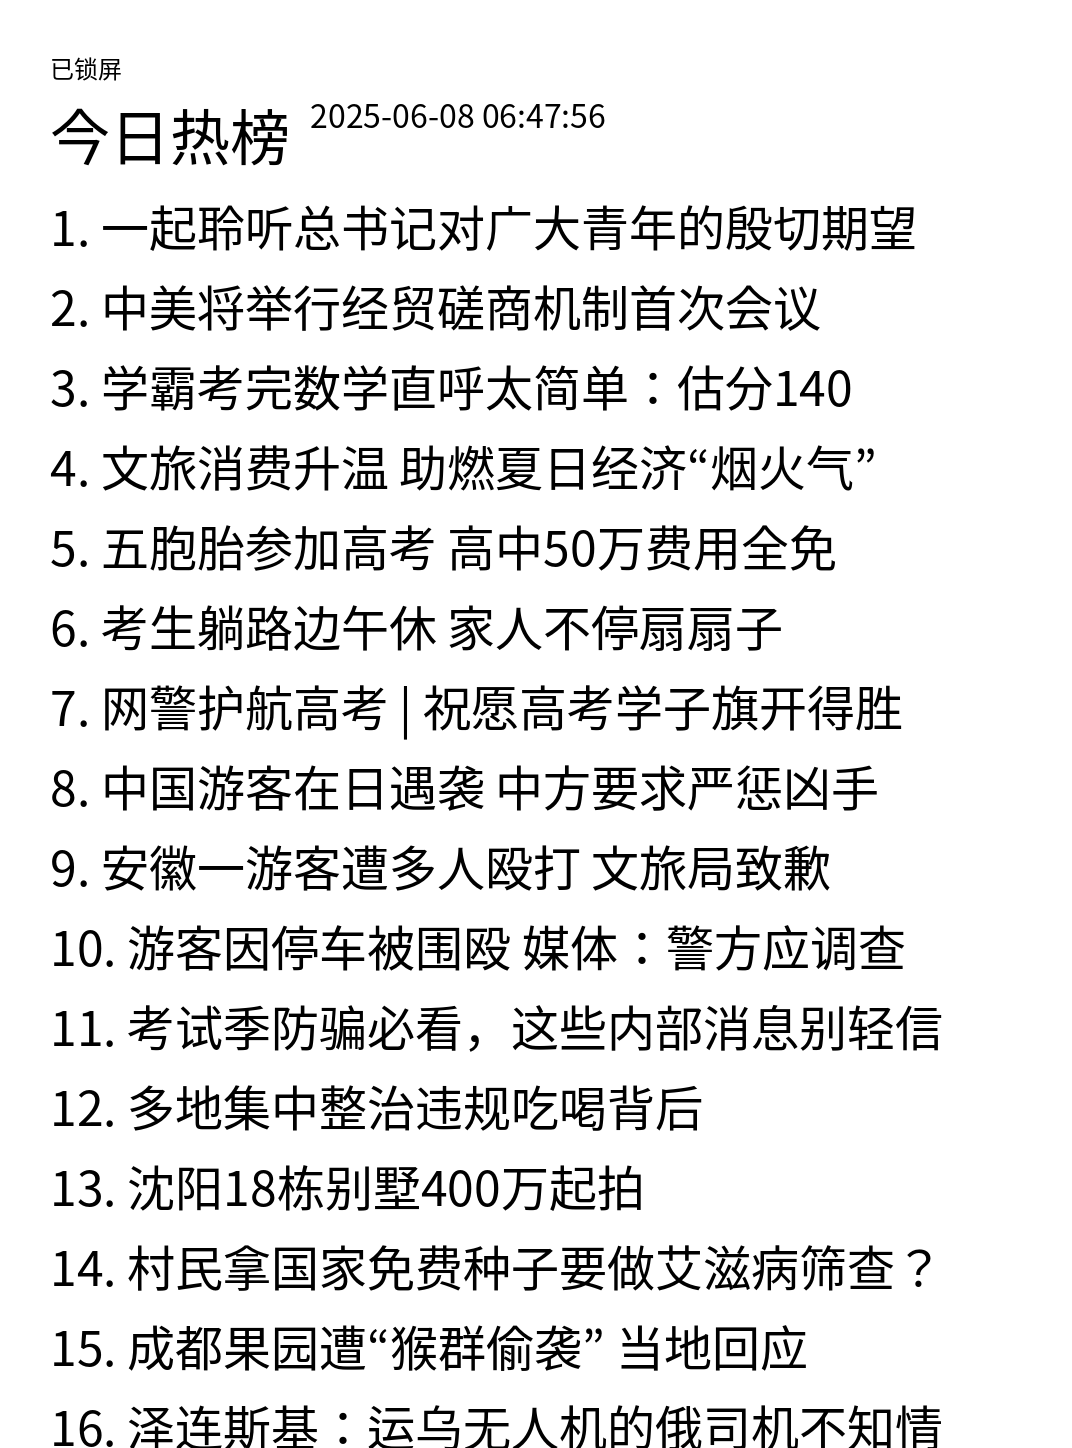 已锁屏
今日热榜 2025-06-08 06:47:56
1. 一起聆听总书记对广大青年的殷切期望
2. 中美将举行经贸磋商机制首次会议
3. 学霸考完数学直呼太简单：估分140
4. 文旅消费升温 助燃夏日经济“烟火气”
5. 五胞胎参加高考 高中50万费用全免
6. 考生躺路边午休 家人不停扇扇子
7. 网警护航高考 | 祝愿高考学子旗开得胜
8. 中国游客在日遇袭 中方要求严惩凶手
9. 安徽一游客遭多人殴打 文旅局致歉
10. 游客因停车被围殴 媒体：警方应调查
11. 考试季防骗必看，这些内部消息别轻信
12. 多地集中整治违规吃喝背后
13. 沈阳18栋别墅400万起拍
14. 村民拿国家免费种子要做艾滋病筛查？
15. 成都果园遭“猴群偷袭” 当地回应
16. 泽连斯基：运乌无人机的俄司机不知情